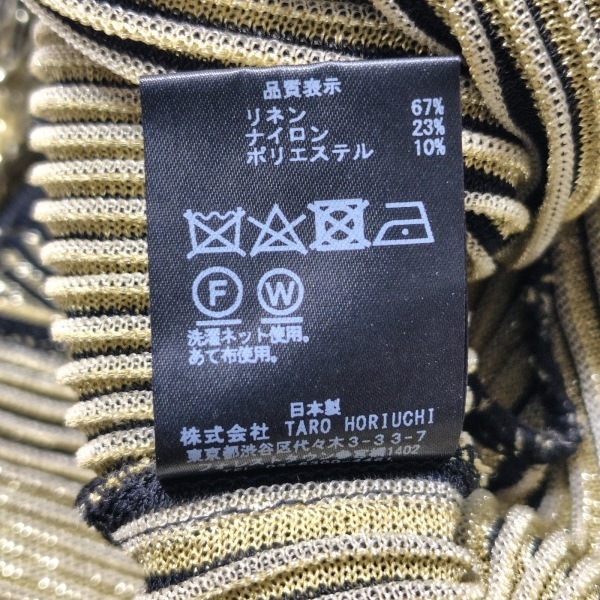 品質表示
リネン 67%
ナイロン 23%
ポリエステル 10%
F W
洗濯ネット使用。
あて布使用。
日本製
株式会社 TARO HORIUCHI
東京都渋谷区代々木3-33-7
1402